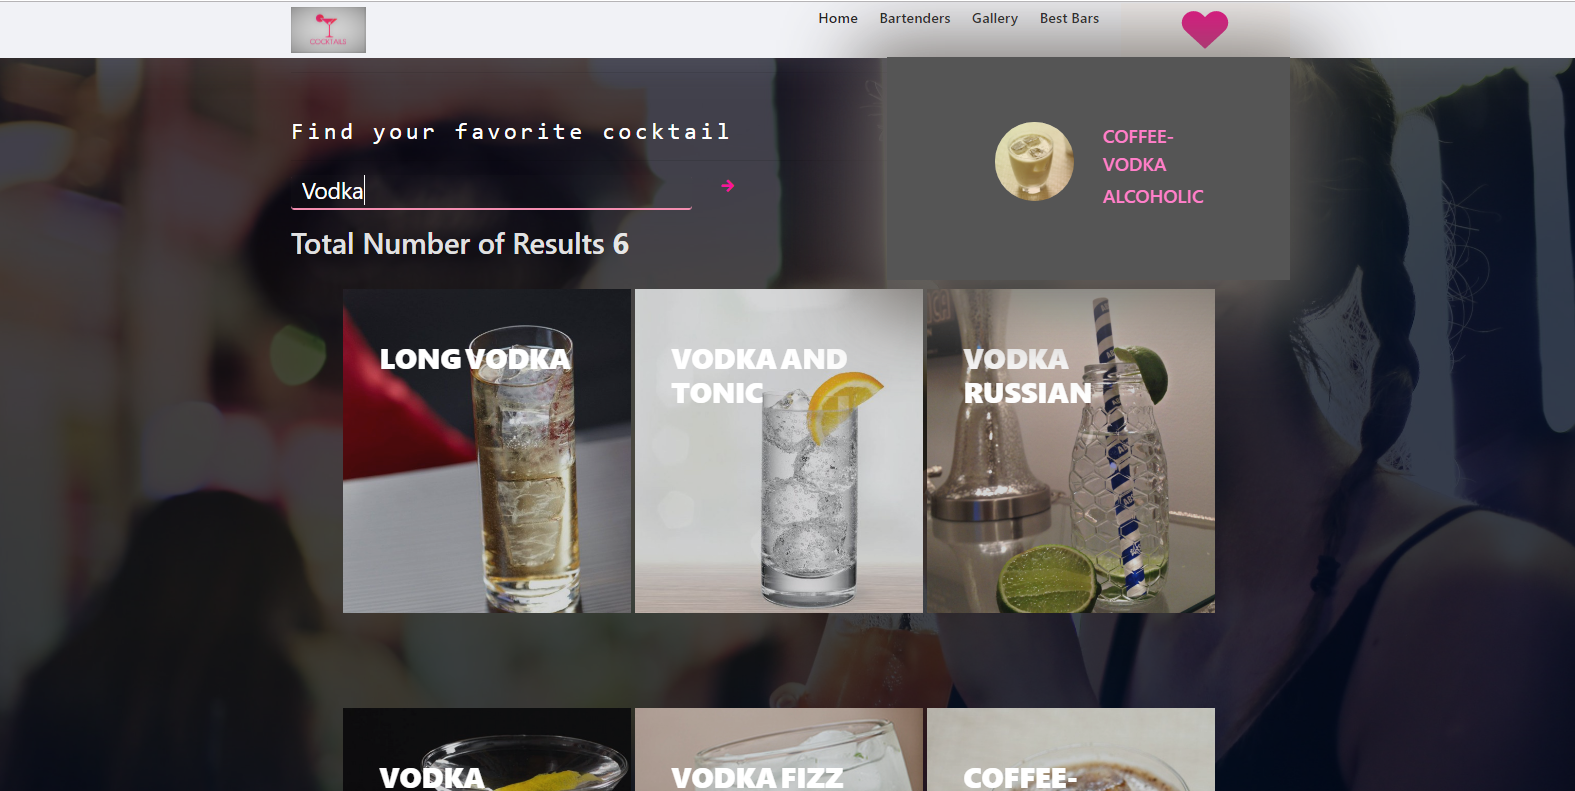 COCKTAILS
Home Bartenders Gallery Best Bars
Find your favorite cocktail
Vodka
Total Number of Results 6
COFFEE-
VODKA
ALCOHOLIC
LONG VODKA
VODKA AND
TONIC
VODKA
RUSSIAN
VODKA
VODKA FIZZ
COFFEE-